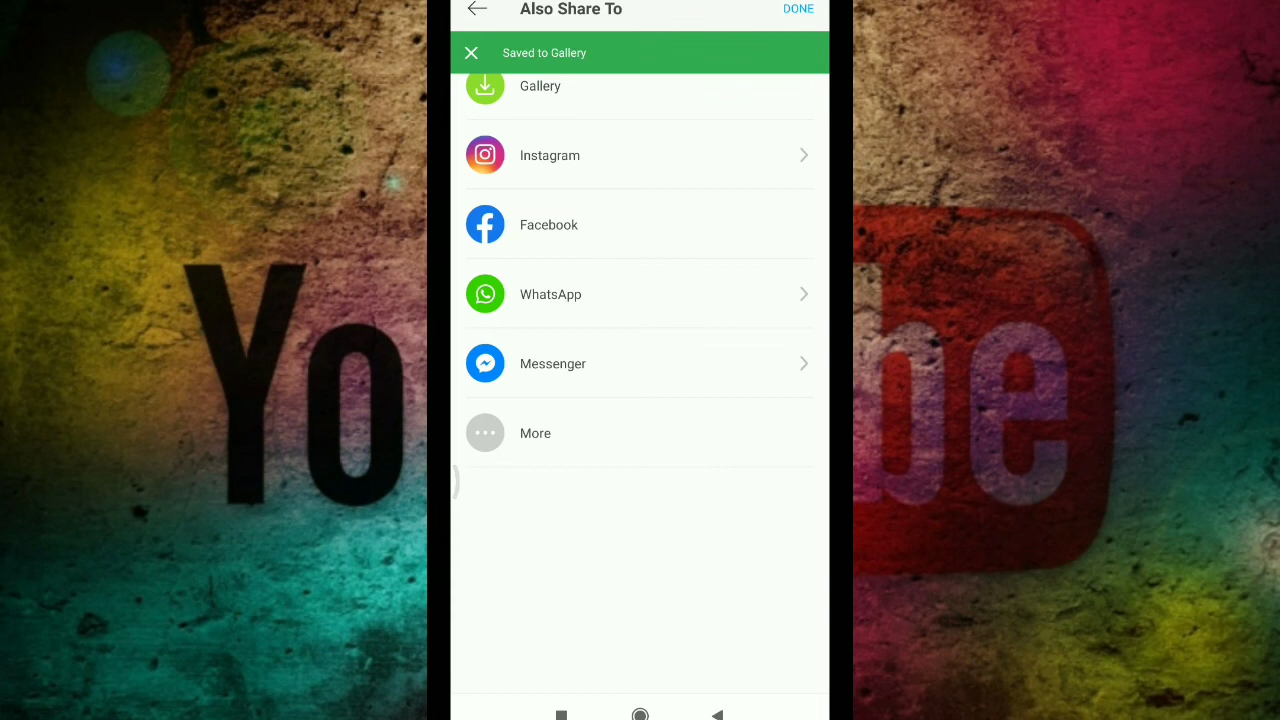 Also Share To
DONE
Saved to Gallery
Gallery
Instagram
Facebook
WhatsApp
Messenger
More
Yo
be